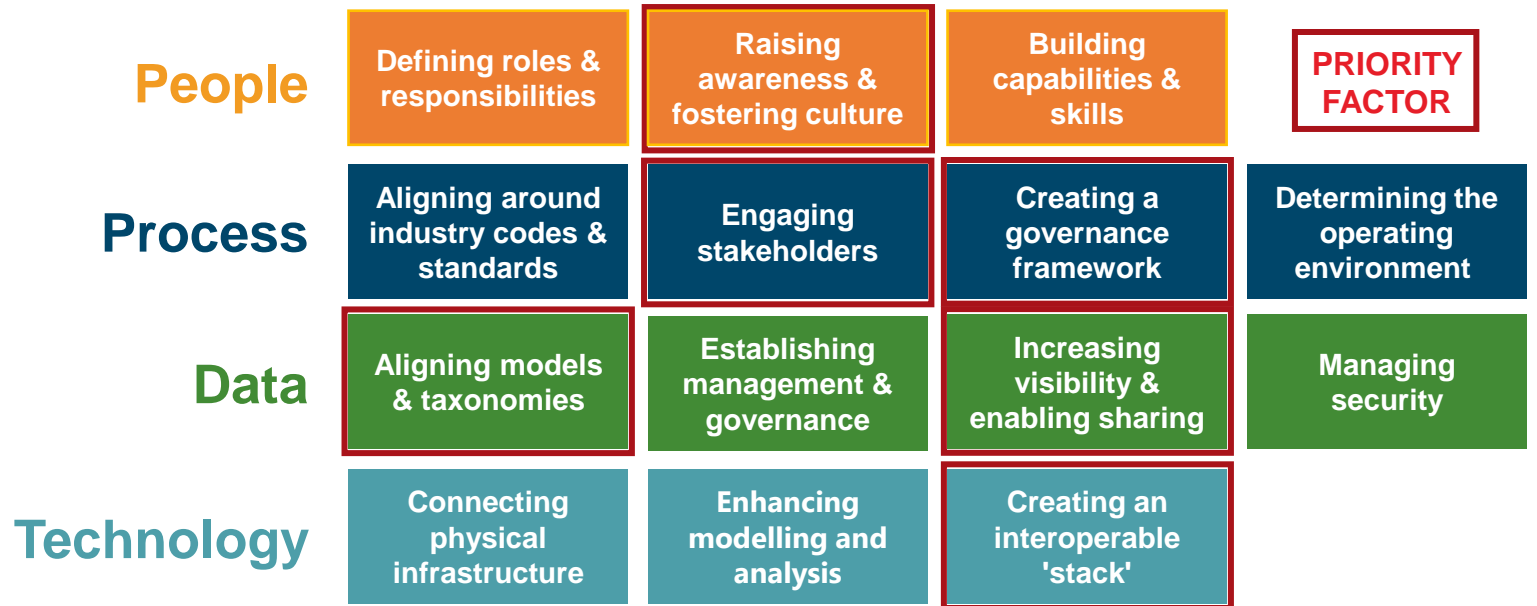 People
Defining roles &
responsibilities
Raising
awareness &
fostering culture
Building
capabilities &
skills
PRIORITY
FACTOR
Process
Aligning around
industry codes &
standards
Engaging
stakeholders
Creating a
governance
framework
Determining the
operating
environment
Data
Aligning models
& taxonomies
Establishing
management &
governance
Increasing
visibility &
enabling sharing
Managing
security
Technology
Connecting
physical
infrastructure
Enhancing
modelling and
analysis
Creating an
interoperable
'stack'